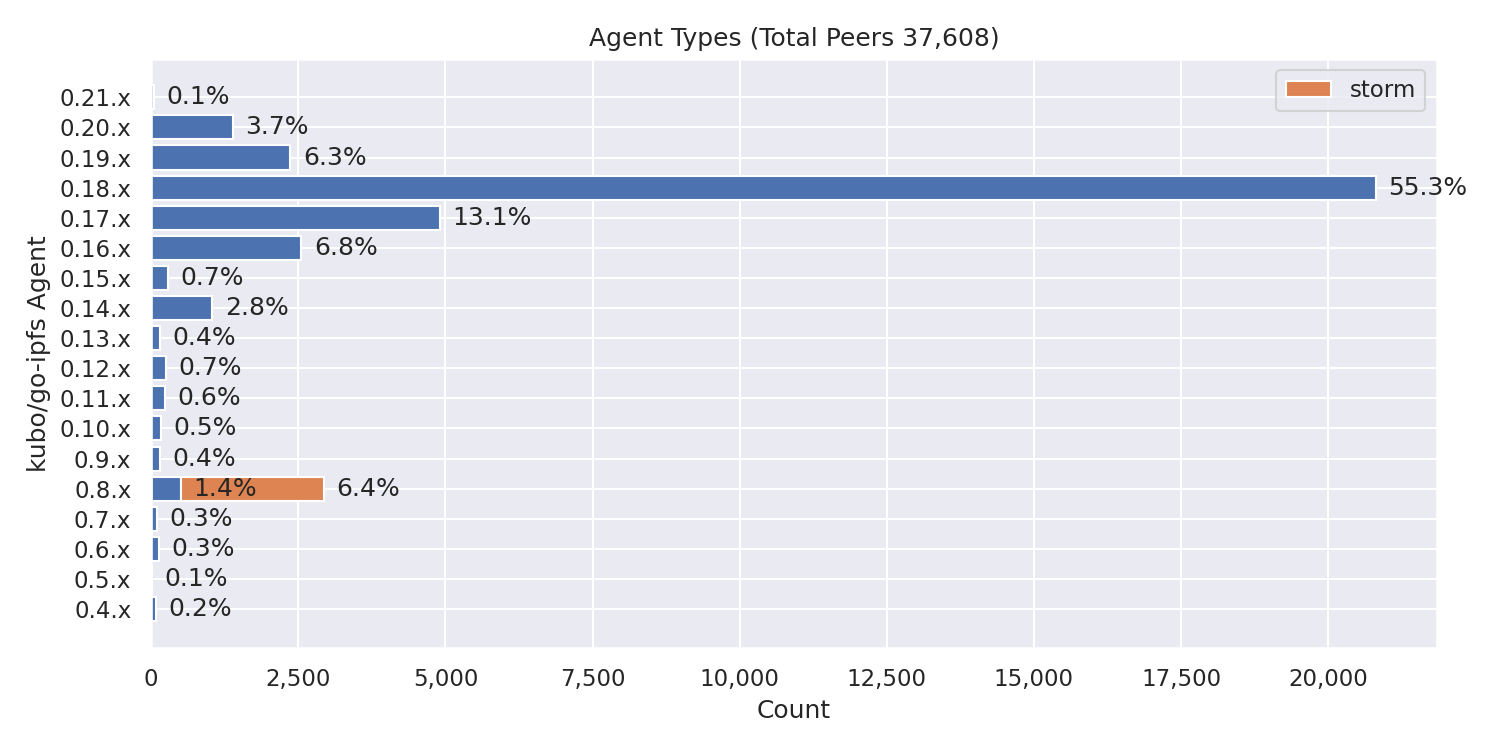 Agent Types (Total Peers 37,608)
storm
kubo/go-ipfs Agent
0.21.x 0.1%
0.20.x 3.7%
0.19.x 6.3%
0.18.x 55.3%
0.17.x 13.1%
0.16.x 6.8%
0.15.x 0.7%
0.14.x 2.8%
0.13.x 0.4%
0.12.x 0.7%
0.11.x 0.6%
0.10.x 0.5%
0.9.x 0.4%
0.8.x 1.4% 6.4%
0.7.x 0.3%
0.6.x 0.3%
0.5.x 0.1%
0.4.x 0.2%
0 2,500 5,000 7,500 10,000 12,500 15,000 17,500 20,000
Count